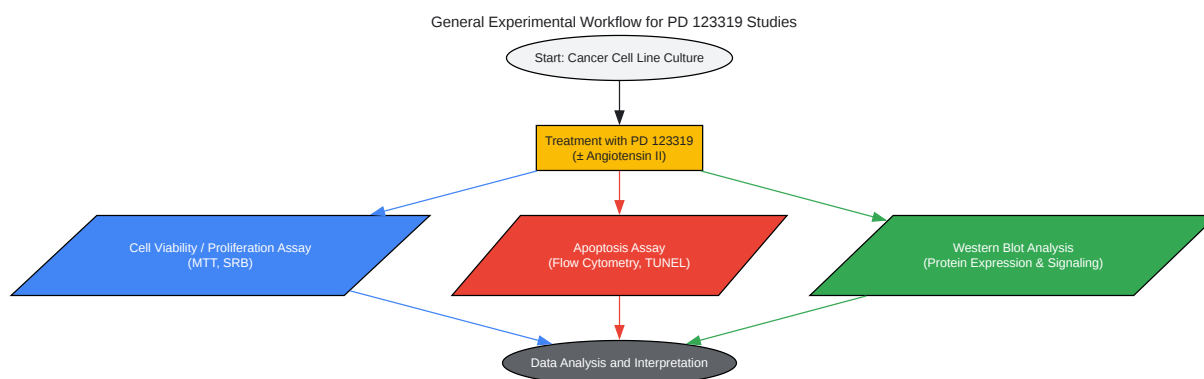 General Experimental Workflow for PD 123319 Studies
Start: Cancer Cell Line Culture
Treatment with PD 123319
(± Angiotensin II)
Cell Viability / Proliferation Assay
(MTT, SRB)
Apoptosis Assay
(Flow Cytometry, TUNEL)
Western Blot Analysis
(Protein Expression & Signaling)
Data Analysis and Interpretation